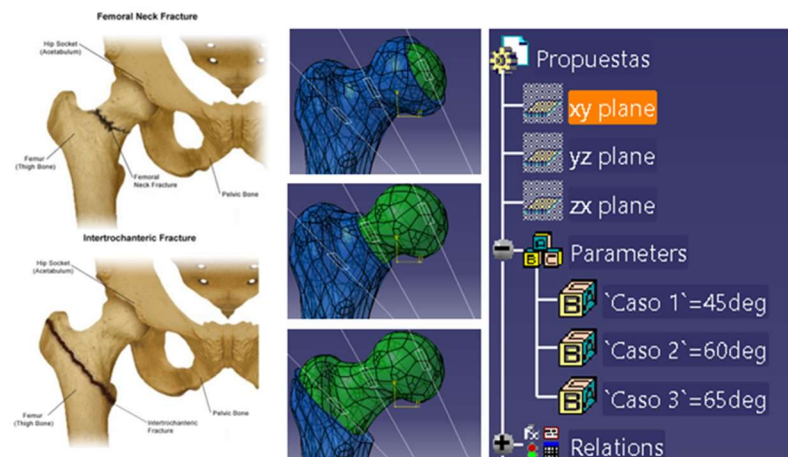 Femoral Neck Fracture
Hip Socket
(Acetabulum)
Femur
(Thigh Bone)
Femoral
Neck Fracture
Pelvic Bone
Intertrochanteric Fracture
Hip Socket
(Acetabulum)
Femur
(Thigh Bone)
Intertrochanteric
Fracture
Pelvic Bone
Propuestas
xy plane
yz plane
zx plane
Parameters
`Caso 1`=45deg
`Caso 2`=60deg
`Caso 3`=65deg
Relations